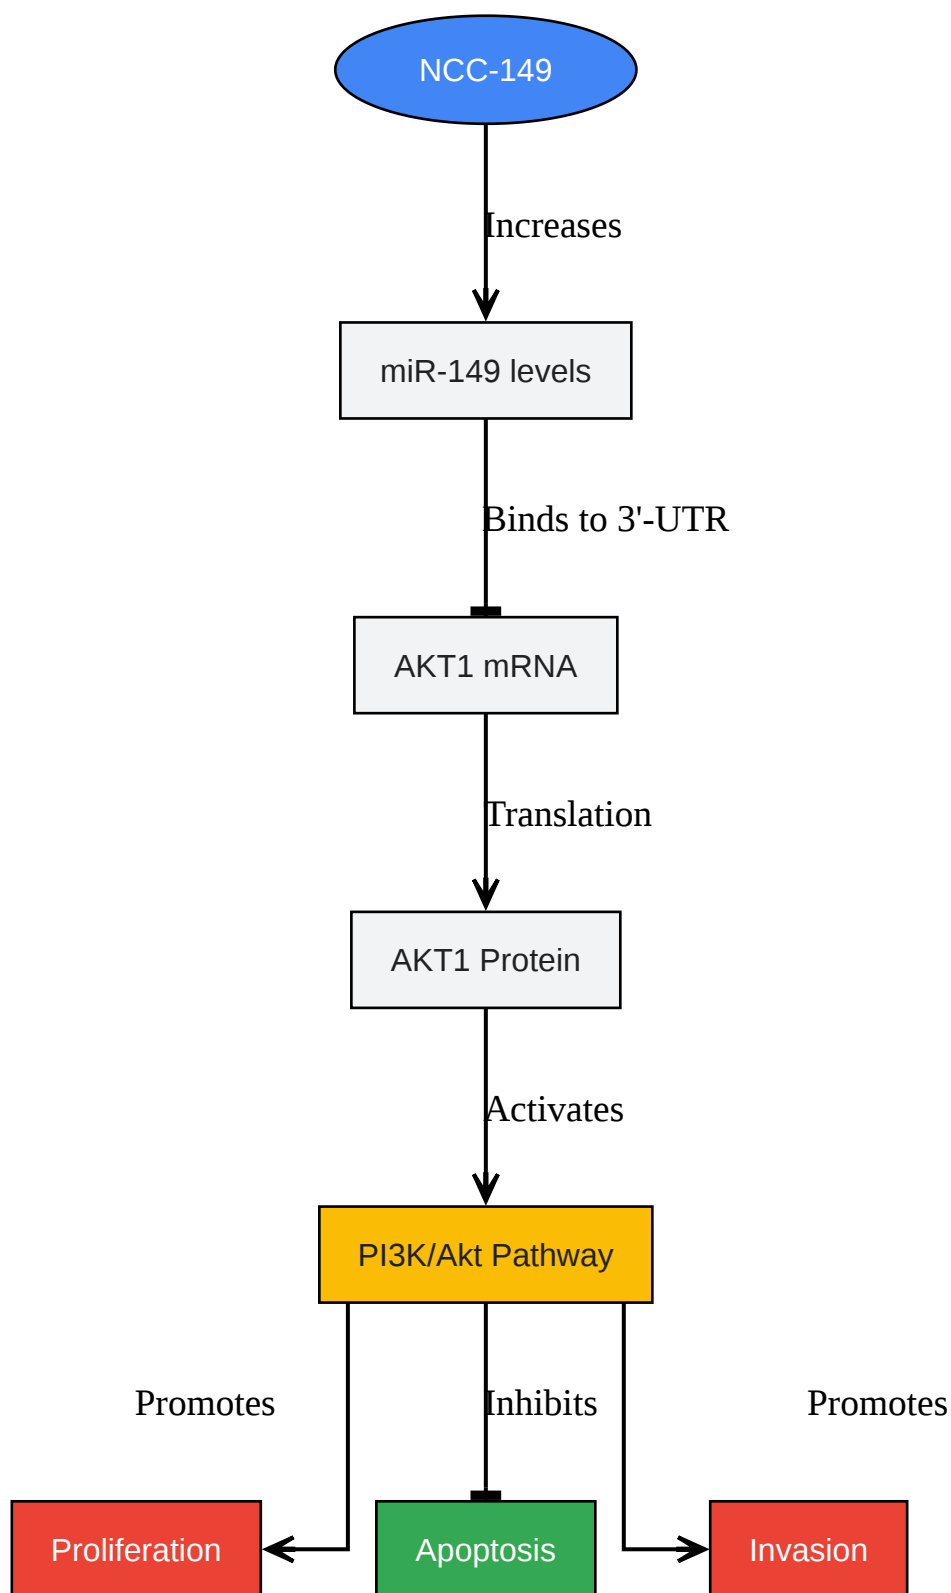 NCC-149
Increases
miR-149 levels
Binds to 3'-UTR
AKT1 mRNA
Translation
AKT1 Protein
Activates
PI3K/Akt Pathway
Promotes
Inhibits
Promotes
Proliferation
Apoptosis
Invasion